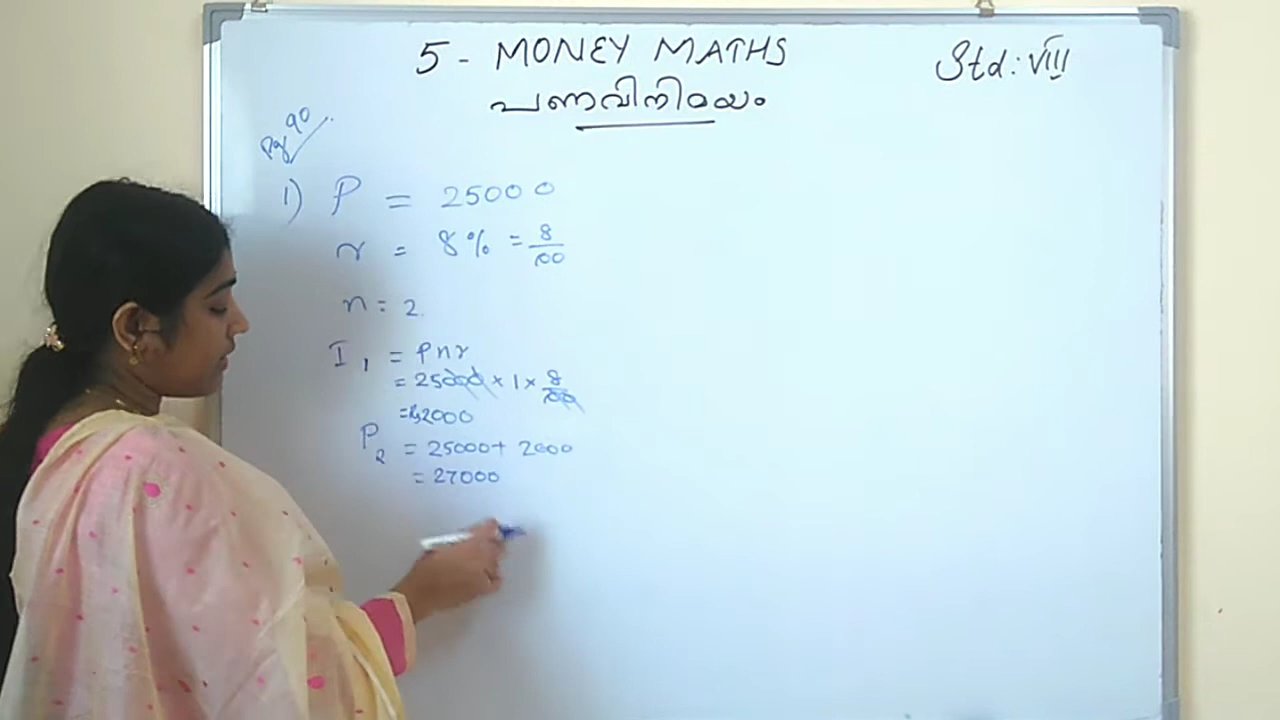 5 - MONEY MATHS
Std: VIII
പണവിനിമയം
Pg 90
1) P = 25000
r = 8% = 8/100
n = 2.
I1 = Pnr
= 25000 × 1 × 8/100
= Rs 2000
P2 = 25000 + 2000
= 27000